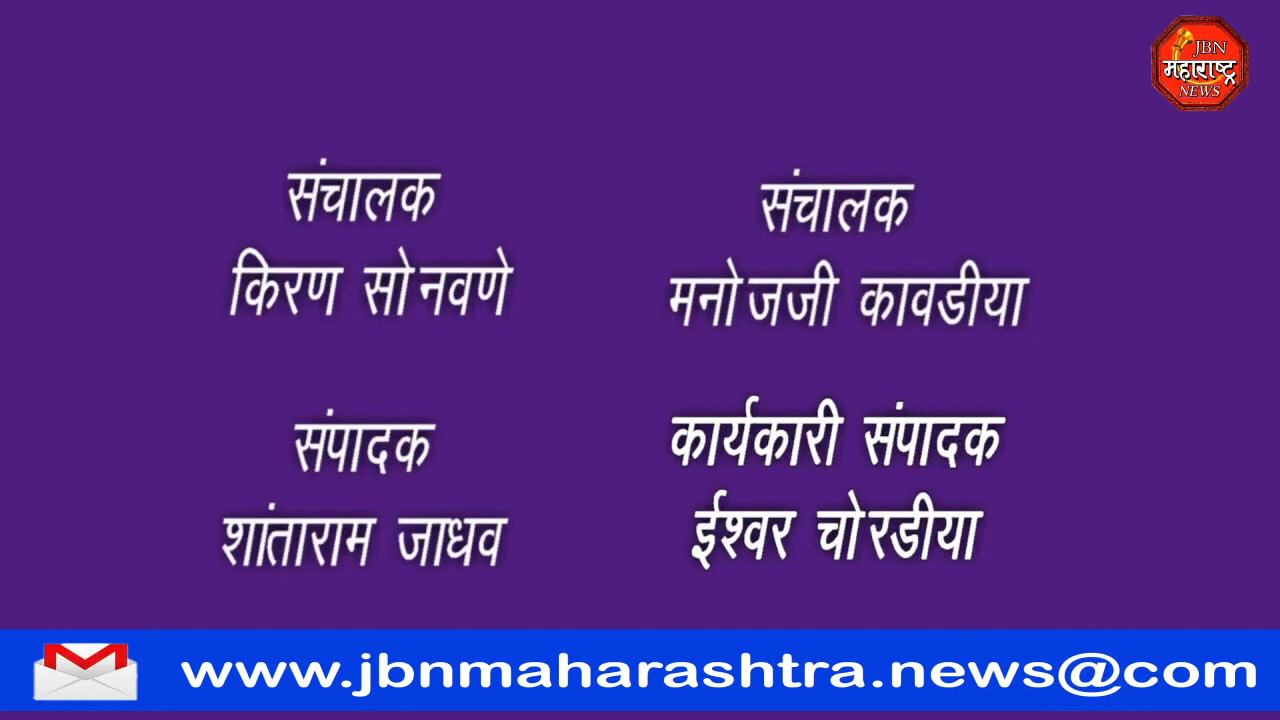 JBN
महाराष्ट्र
NEWS
संचालक
किरण सोनवणे
संचालक
मनोजजी कावडीया
संपादक
शांताराम जाधव
कार्यकारी संपादक
ईश्वर चोरडीया
www.jbnmaharashtra.news@com